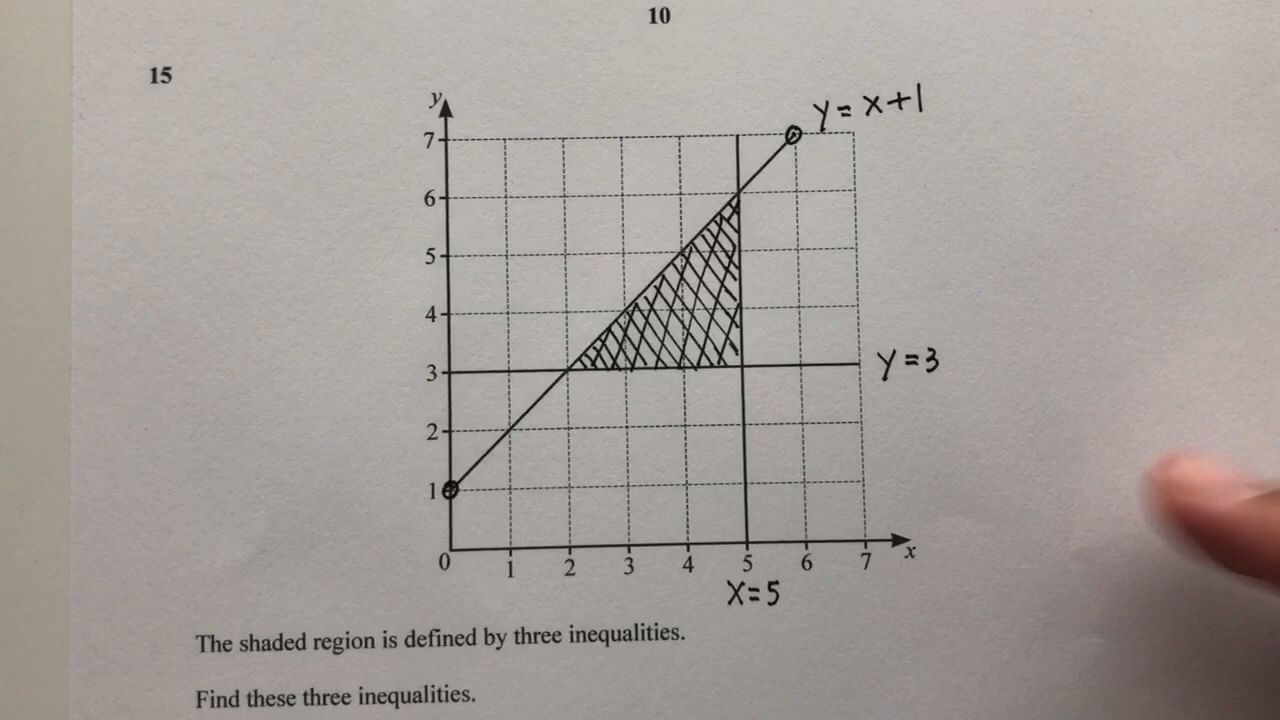 10
15
y
y = x+1
7
6
5
4
3
y = 3
2
1
0 1 2 3 4 5 6 7 x
x = 5
The shaded region is defined by three inequalities.
Find these three inequalities.